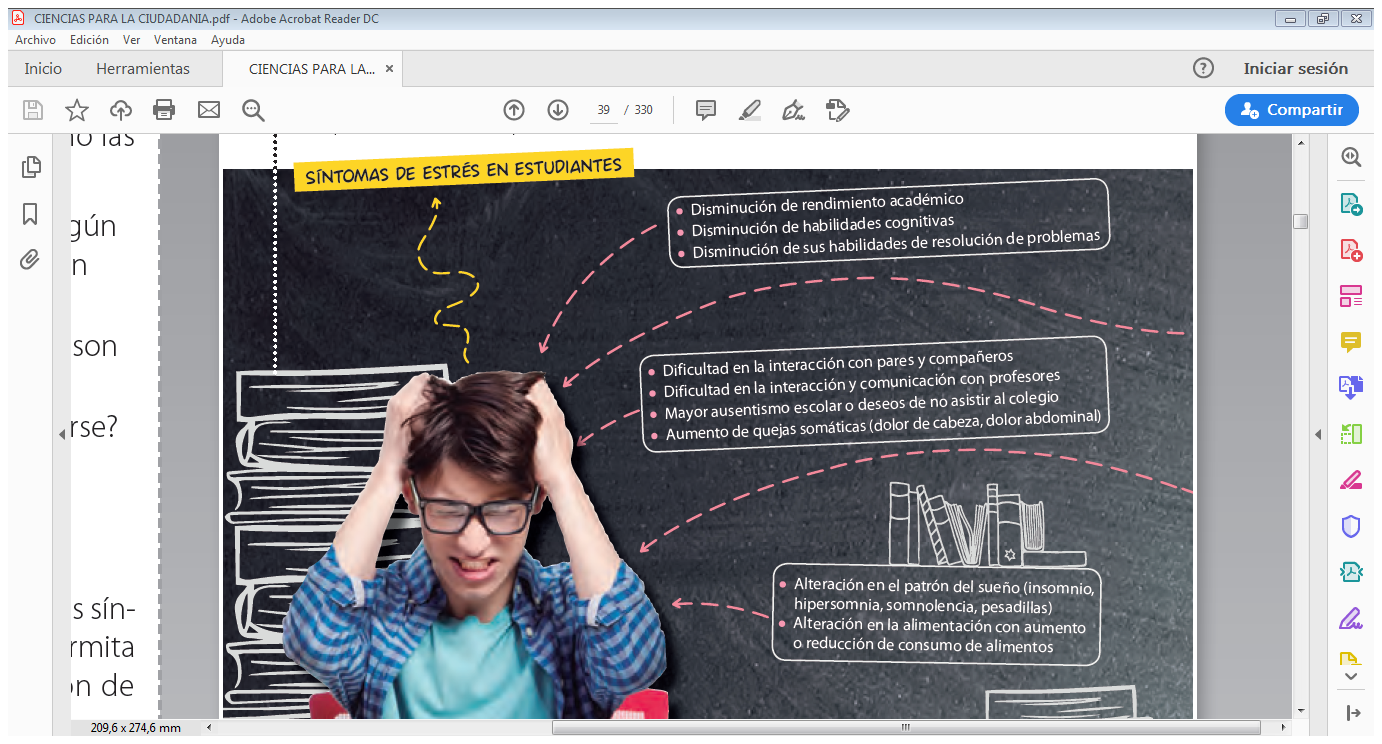 CIENCIAS PARA LA CIUDADANIA.pdf - Adobe Acrobat Reader DC
Archivo Edición Ver Ventana Ayuda
Inicio Herramientas CIENCIAS PARA LA... × ? Iniciar sesión
39 / 330 Compartir
las
SÍNTOMAS DE ESTRÉS EN ESTUDIANTES
• Disminución de rendimiento académico
• Disminución de habilidades cognitivas
• Disminución de sus habilidades de resolución de problemas
gún
n
son
• Dificultad en la interacción con pares y compañeros
• Dificultad en la interacción y comunicación con profesores
• Mayor ausentismo escolar o deseos de no asistir al colegio
• Aumento de quejas somáticas (dolor de cabeza, dolor abdominal)
rse?
• Alteración en el patrón del sueño (insomnio,
hipersomnia, somnolencia, pesadillas)
• Alteración en la alimentación con aumento
o reducción de consumo de alimentos
s sín-
rmita
n de
209,6 x 274,6 mm